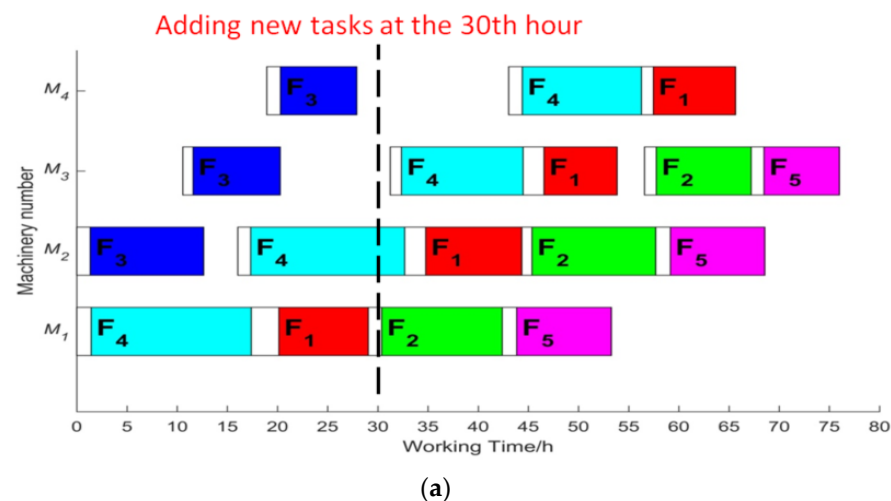 Adding new tasks at the 30th hour
M4 F3 F4 F1
M3 F3 F4 F1 F2 F5
M2 F3 F4 F1 F2 F5
M1 F4 F1 F2 F5
Machinery number
0 5 10 15 20 25 30 35 40 45 50 55 60 65 70 75 80
Working Time/h
(a)